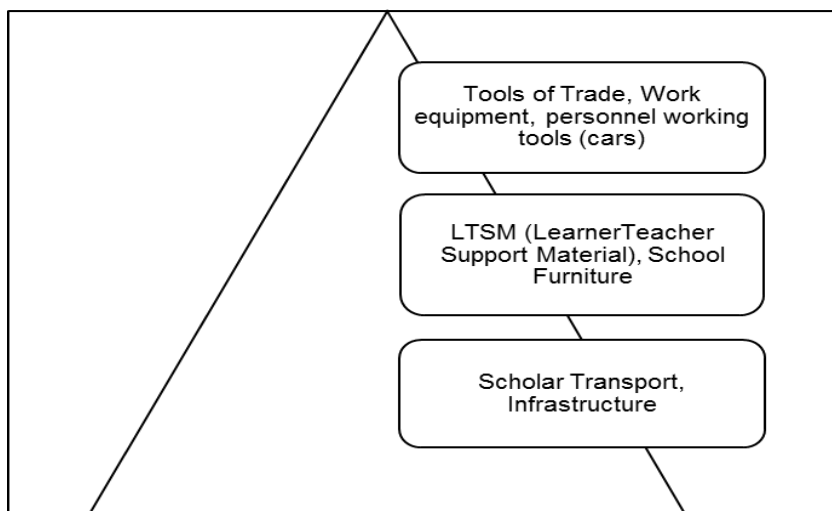 Tools of Trade, Work
equipment, personnel working
tools (cars)
LTSM (LearnerTeacher
Support Material), School
Furniture
Scholar Transport,
Infrastructure